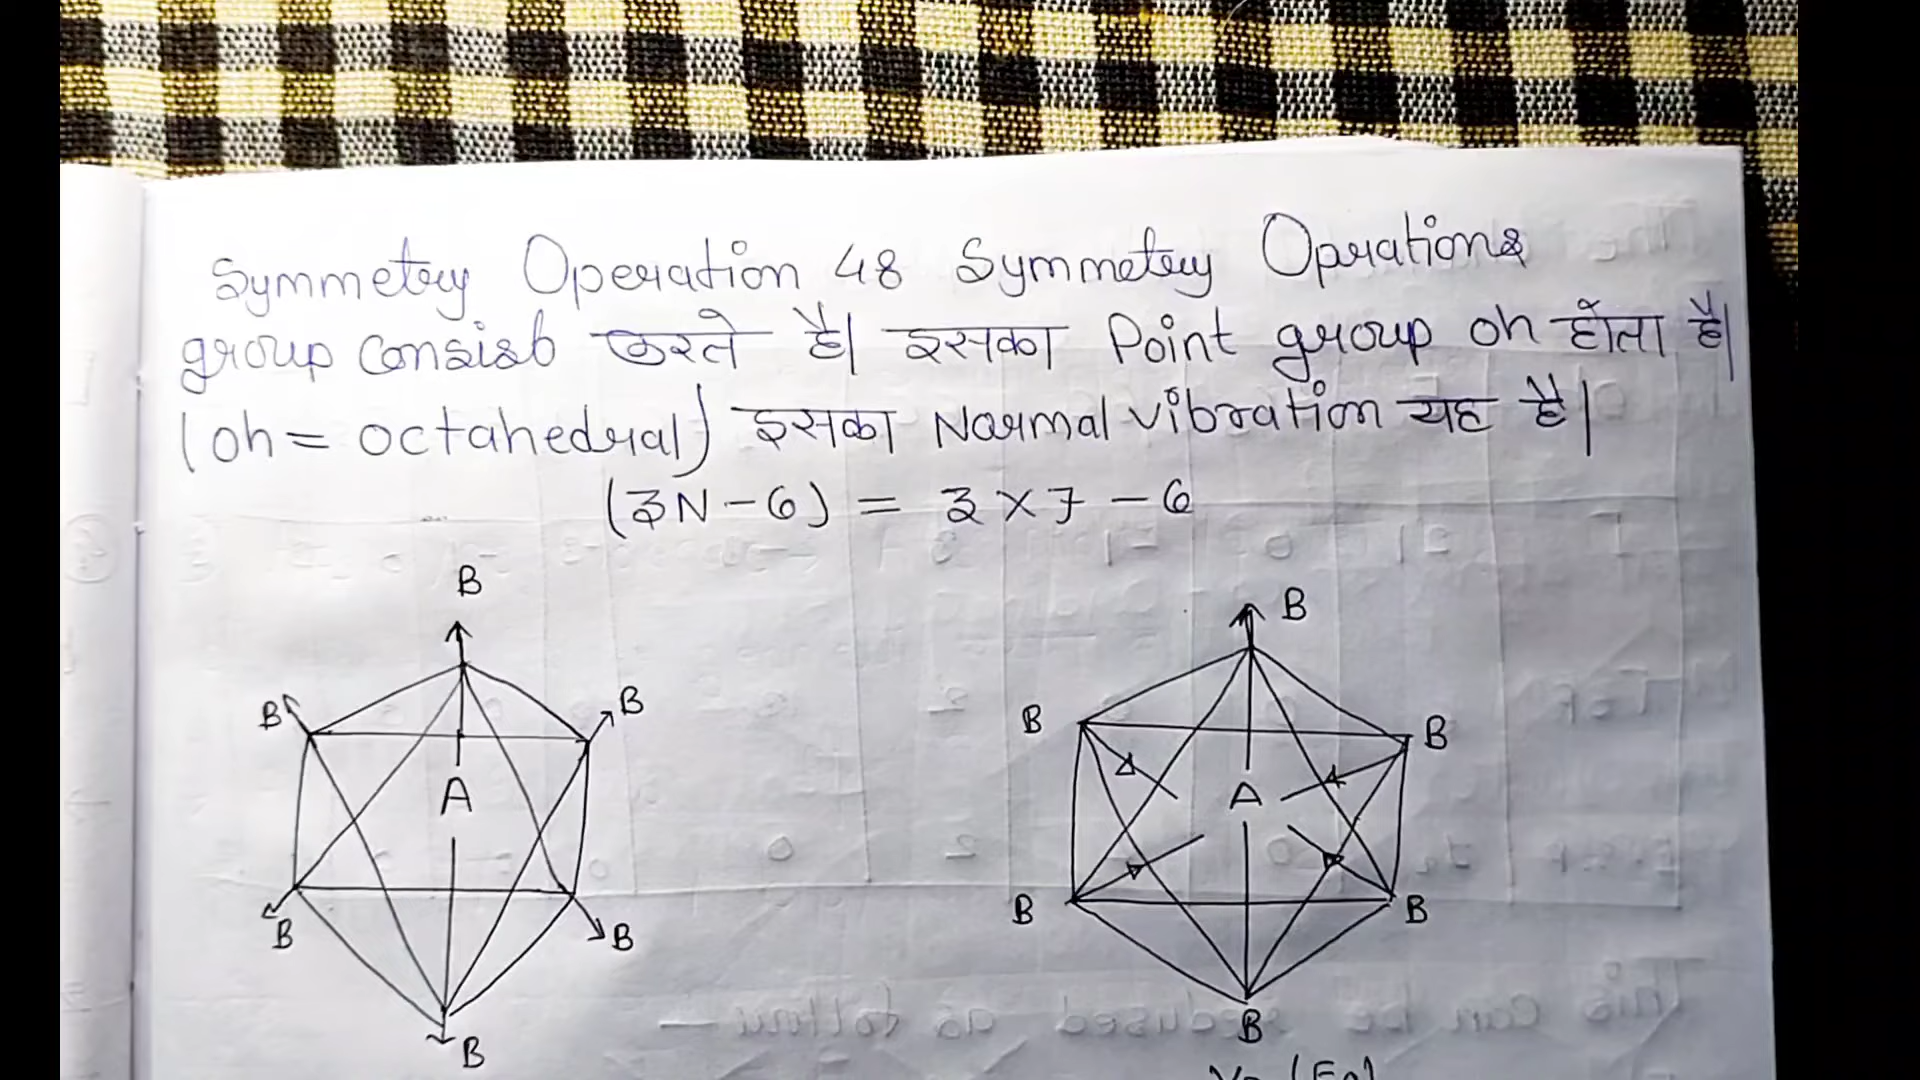 Symmetry Operation 48 Symmetry Operations
group consist करते है। इसका Point group oh होता है।
(oh = octahedral) इसका Normal vibration यह है।
(3N - 6) = 3 × 7 - 6
B
B
B
B
B
A
A
B
B
B
B
B
B
B